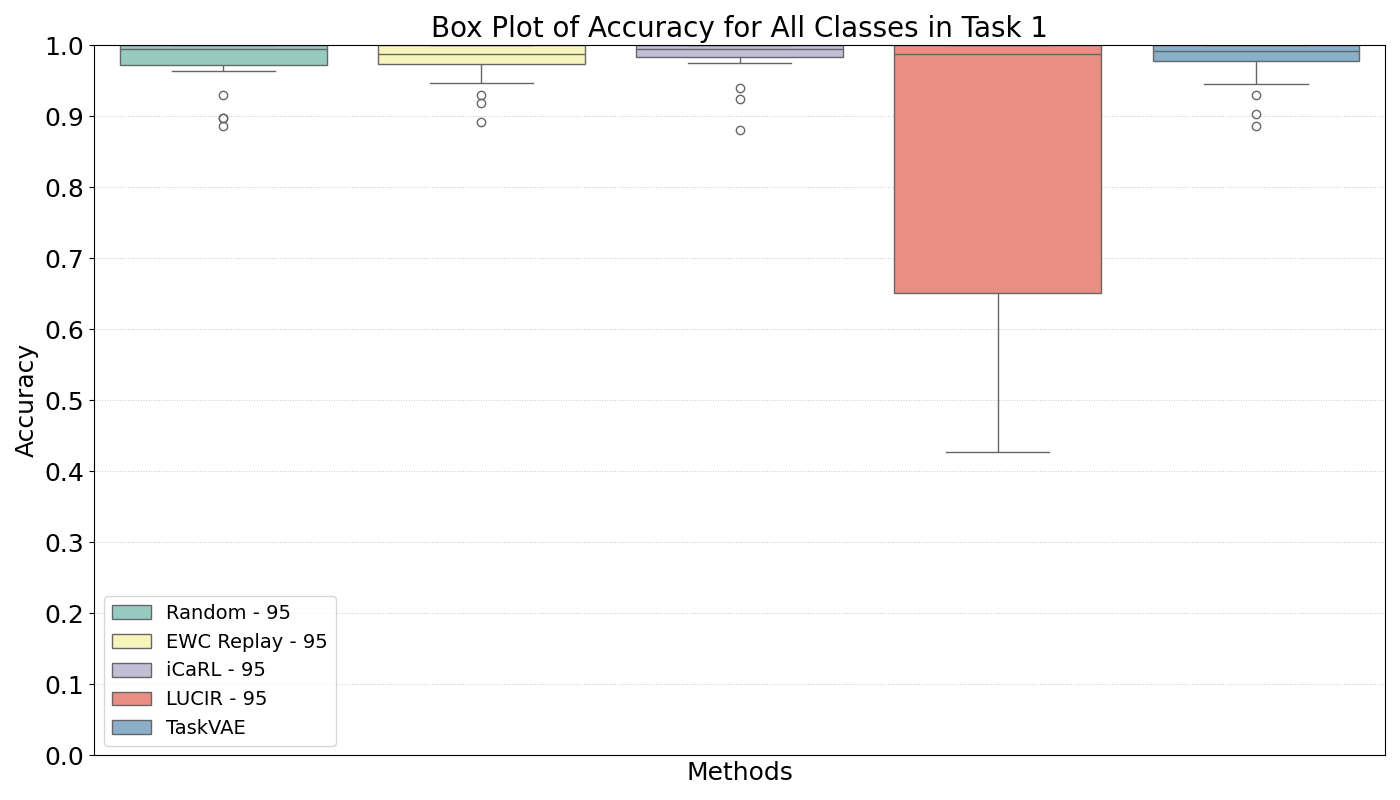 Box Plot of Accuracy for All Classes in Task 1
1.0
0.9
0.8
0.7
0.6
0.5
0.4
0.3
0.2
0.1
0.0
Accuracy
Random - 95
EWC Replay - 95
iCaRL - 95
LUCIR - 95
TaskVAE
Methods